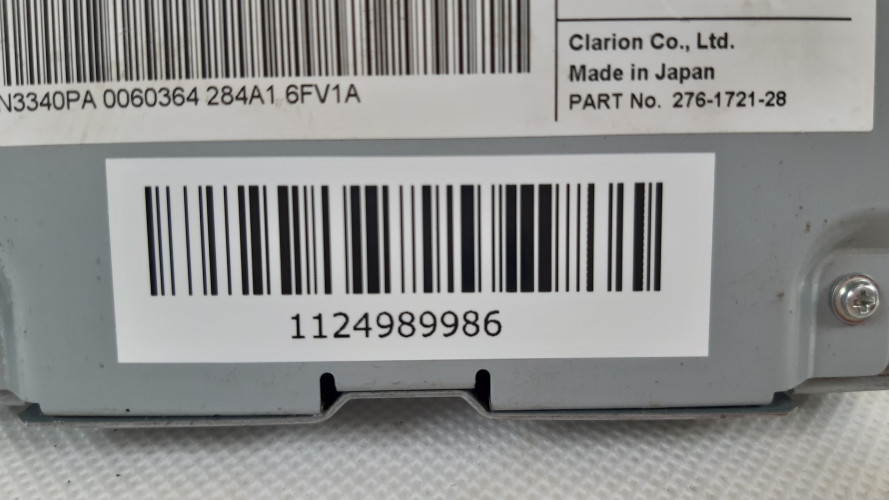 Clarion Co., Ltd.
Made in Japan
PART No. 276-1721-28
N3340PA 0060364 284A1 6FV1A
1124989986